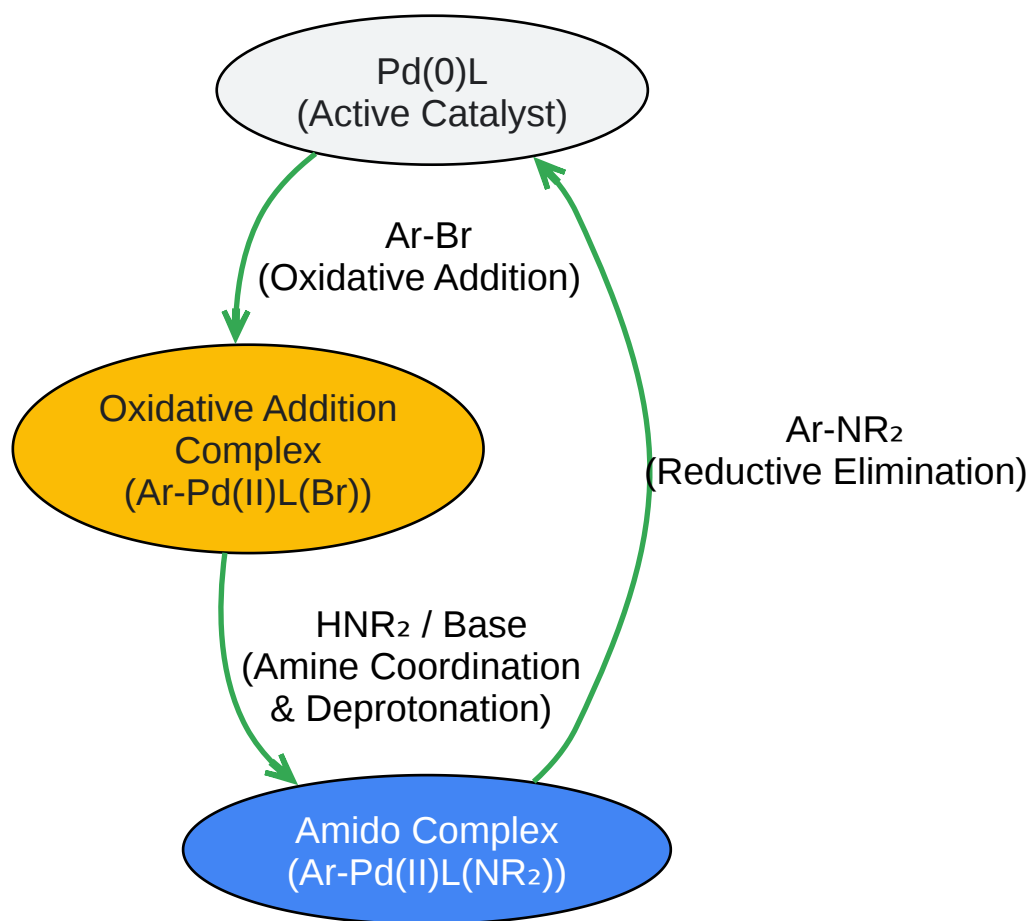 Pd(0)L
(Active Catalyst)
Ar-Br
(Oxidative Addition)
Oxidative Addition
Complex
(Ar-Pd(II)L(Br))
Ar-NR₂
(Reductive Elimination)
HNR₂ / Base
(Amine Coordination
& Deprotonation)
Amido Complex
(Ar-Pd(II)L(NR₂))